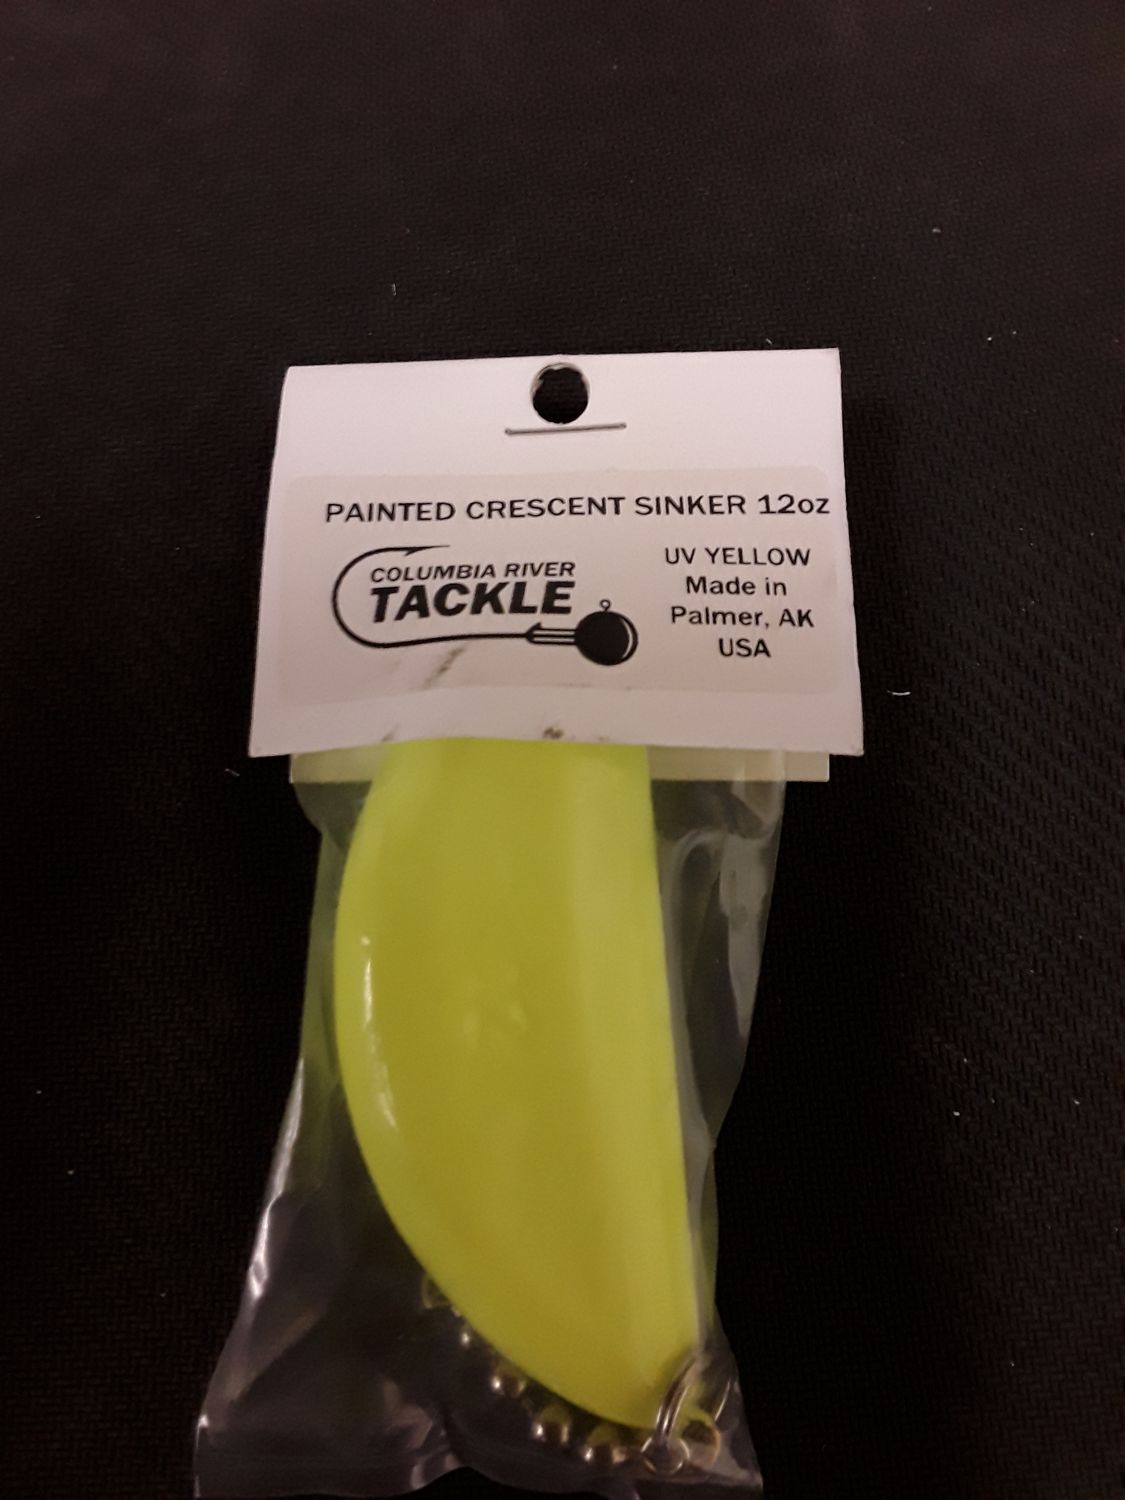 PAINTED CRESCENT SINKER 12oz
COLUMBIA RIVER
TACKLE
UV YELLOW
Made in
Palmer, AK
USA